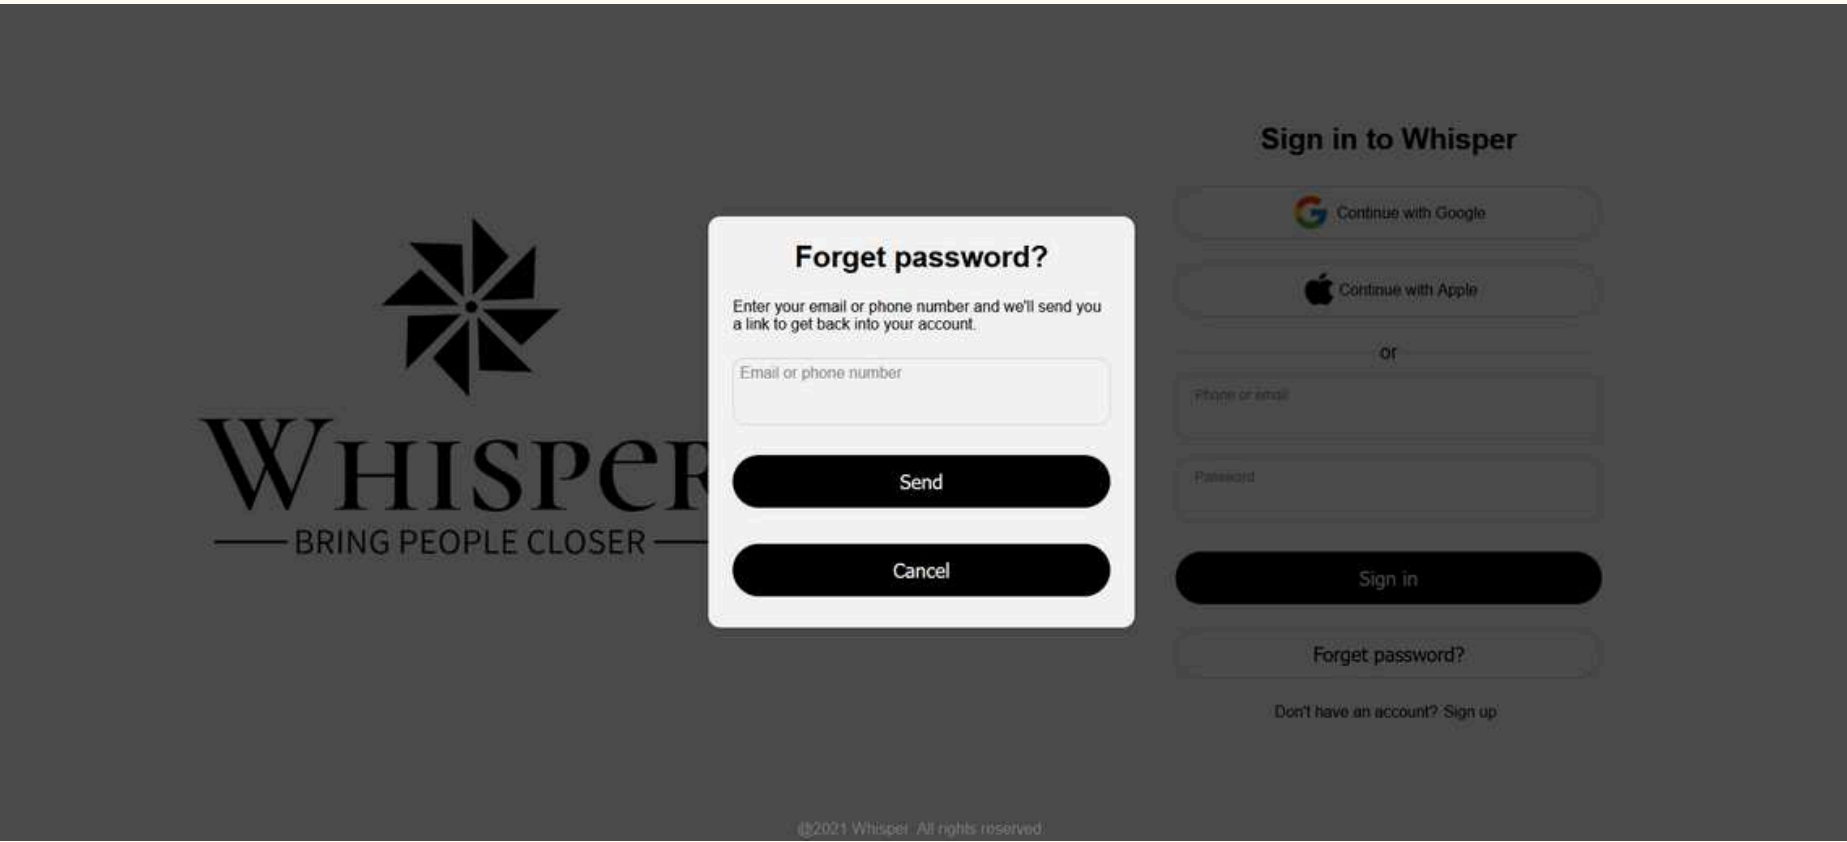 Sign in to Whisper
Continue with Google
Continue with Apple
or
Phone or email
Password
Sign in
Forget password?
Don't have an account? Sign up
WHISPeR
BRING PEOPLE CLOSER
Forget password?
Enter your email or phone number and we'll send you
a link to get back into your account.
Email or phone number
Send
Cancel
@2021 Whisper. All rights reserved